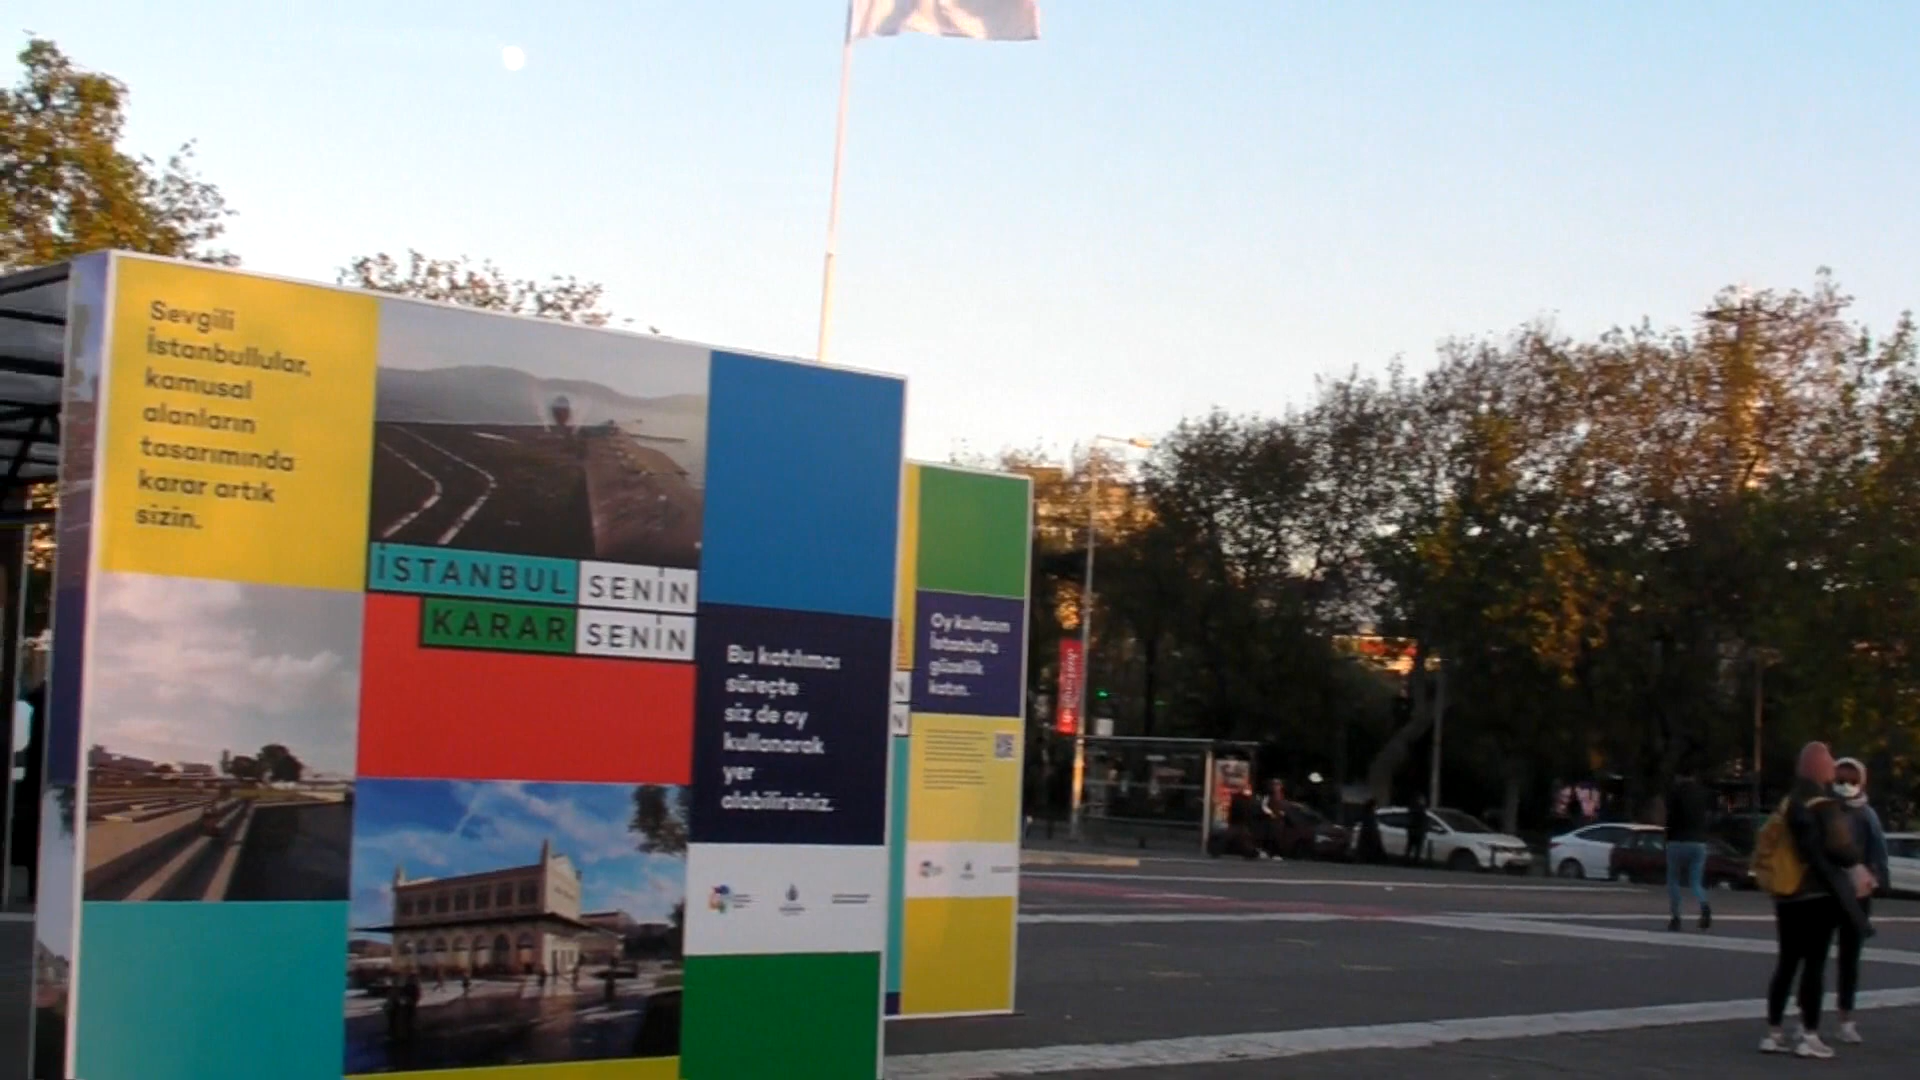 Sevgili
İstanbullular,
kamusal
alanların
tasarımında
karar artık
sizin.
İSTANBUL SENİN
KARAR SENİN
Bu katılımcı
süreçte
siz de oy
kullanarak
yer
alabilirsiniz.
N
N
Oy kullanın
İstanbul'a
güzellik
katın.